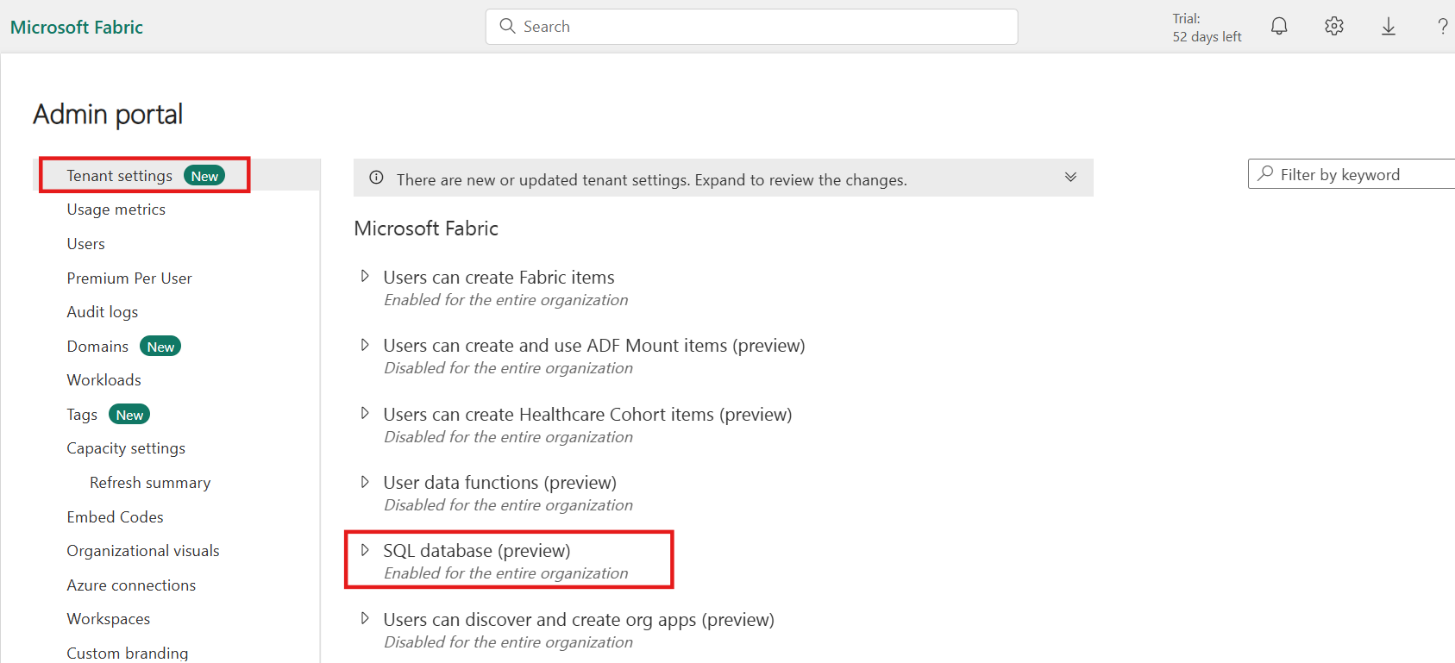 Microsoft Fabric
Search
Trial:
52 days left
?
Admin portal
Tenant settings New
Usage metrics
Users
Premium Per User
Audit logs
Domains New
Workloads
Tags New
Capacity settings
Refresh summary
Embed Codes
Organizational visuals
Azure connections
Workspaces
Custom branding
There are new or updated tenant settings. Expand to review the changes.
Filter by keyword
Microsoft Fabric
Users can create Fabric items
Enabled for the entire organization
Users can create and use ADF Mount items (preview)
Disabled for the entire organization
Users can create Healthcare Cohort items (preview)
Disabled for the entire organization
User data functions (preview)
Disabled for the entire organization
SQL database (preview)
Enabled for the entire organization
Users can discover and create org apps (preview)
Disabled for the entire organization